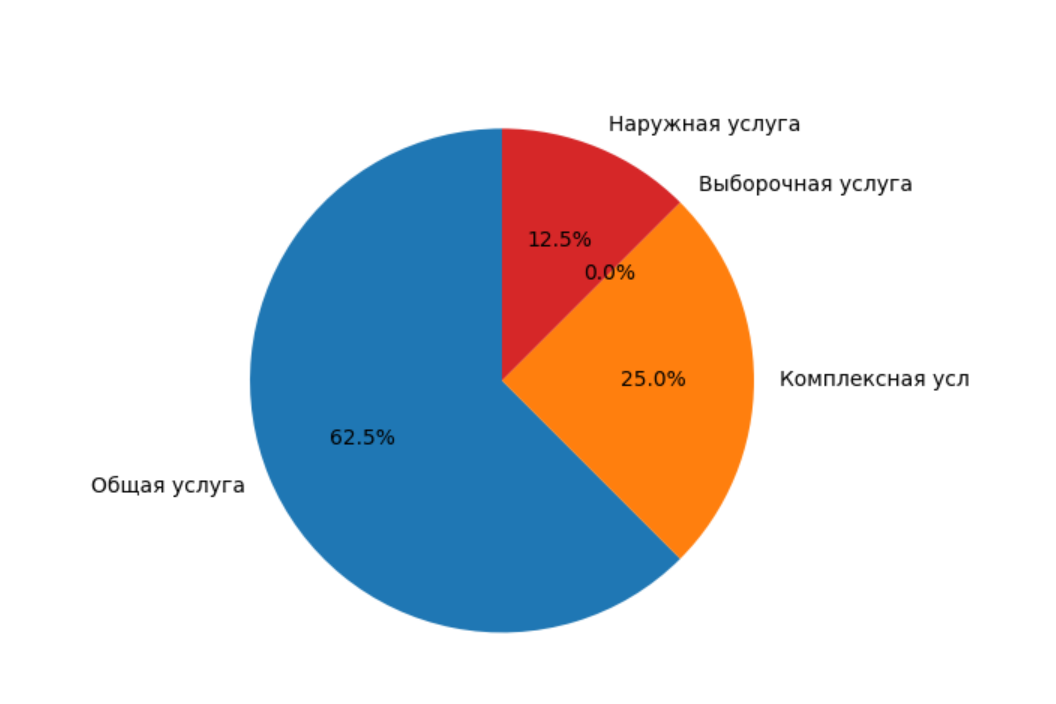 Наружная услуга
Выборочная услуга
12.5%
0.0%
25.0%
Комплексная усл
62.5%
Общая услуга